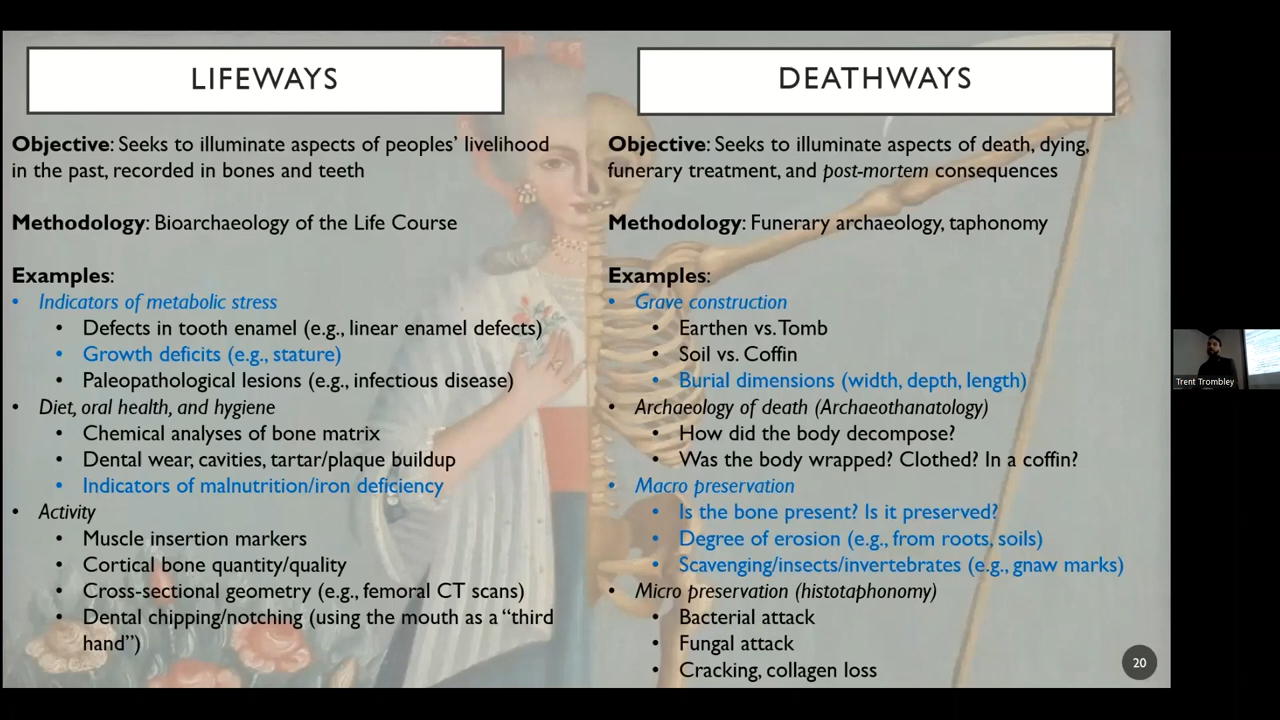 LIFEWAYS
Objective: Seeks to illuminate aspects of peoples’ livelihood
in the past, recorded in bones and teeth
Methodology: Bioarchaeology of the Life Course
Examples:
• Indicators of metabolic stress
• Defects in tooth enamel (e.g., linear enamel defects)
• Growth deficits (e.g., stature)
• Paleopathological lesions (e.g., infectious disease)
• Diet, oral health, and hygiene
• Chemical analyses of bone matrix
• Dental wear, cavities, tartar/plaque buildup
• Indicators of malnutrition/iron deficiency
• Activity
• Muscle insertion markers
• Cortical bone quantity/quality
• Cross-sectional geometry (e.g., femoral CT scans)
• Dental chipping/notching (using the mouth as a “third
hand”)
DEATHWAYS
Objective: Seeks to illuminate aspects of death, dying,
funerary treatment, and post-mortem consequences
Methodology: Funerary archaeology, taphonomy
Examples:
• Grave construction
• Earthen vs. Tomb
• Soil vs. Coffin
• Burial dimensions (width, depth, length)
• Archaeology of death (Archaeothanatology)
• How did the body decompose?
• Was the body wrapped? Clothed? In a coffin?
• Macro preservation
• Is the bone present? Is it preserved?
• Degree of erosion (e.g., from roots, soils)
• Scavenging/insects/invertebrates (e.g., gnaw marks)
• Micro preservation (histotaphonomy)
• Bacterial attack
• Fungal attack
• Cracking, collagen loss
20
Trent Trombley